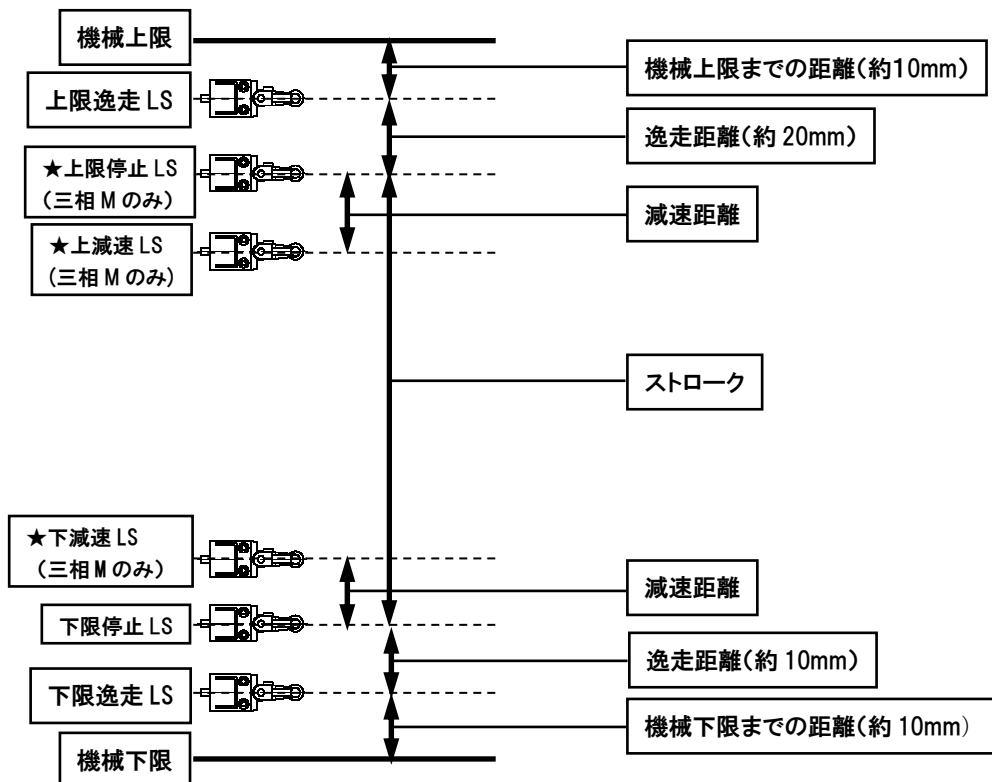 機械上限
機械上限までの距離(約10mm)
上限逸走 LS
逸走距離(約 20mm)
★上限停止 LS
(三相 M のみ)
減速距離
★上減速 LS
(三相 M のみ)
ストローク
★下減速 LS
(三相 M のみ)
減速距離
下限停止 LS
逸走距離(約 10mm)
下限逸走 LS
機械下限までの距離(約 10mm)
機械下限